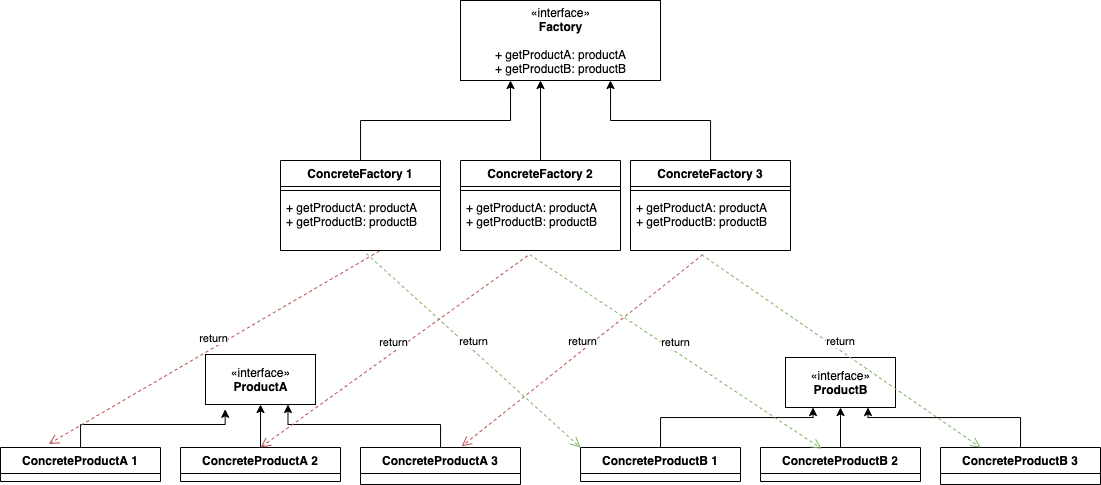 «interface»
Factory
+ getProductA: productA
+ getProductB: productB
ConcreteFactory 1
+ getProductA: productA
+ getProductB: productB
ConcreteFactory 2
+ getProductA: productA
+ getProductB: productB
ConcreteFactory 3
+ getProductA: productA
+ getProductB: productB
return
return
return
return
return
return
«interface»
ProductA
«interface»
ProductB
ConcreteProductA 1
ConcreteProductA 2
ConcreteProductA 3
ConcreteProductB 1
ConcreteProductB 2
ConcreteProductB 3